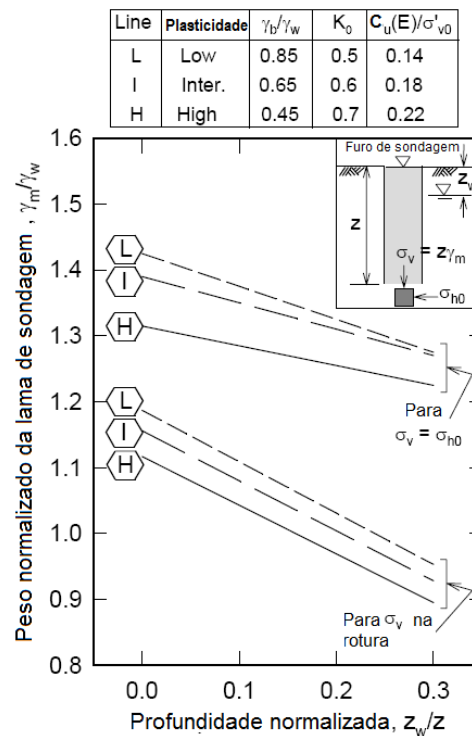 Line Plasticidade γb/γw K0 Cu(E)/σ'v0
L Low 0.85 0.5 0.14
I Inter. 0.65 0.6 0.18
H High 0.45 0.7 0.22
1.6
1.5
1.4
1.3
1.2
1.1
1.0
0.9
0.8
Peso normalizado da lama de sondagem , γm/γw
Furo de sondagem
zw
z
σv = zγm
σh0
L
I
H
Para
σv = σh0
L
I
H
Para σv na
rotura
0.0 0.1 0.2 0.3
Profundidade normalizada, zw/z